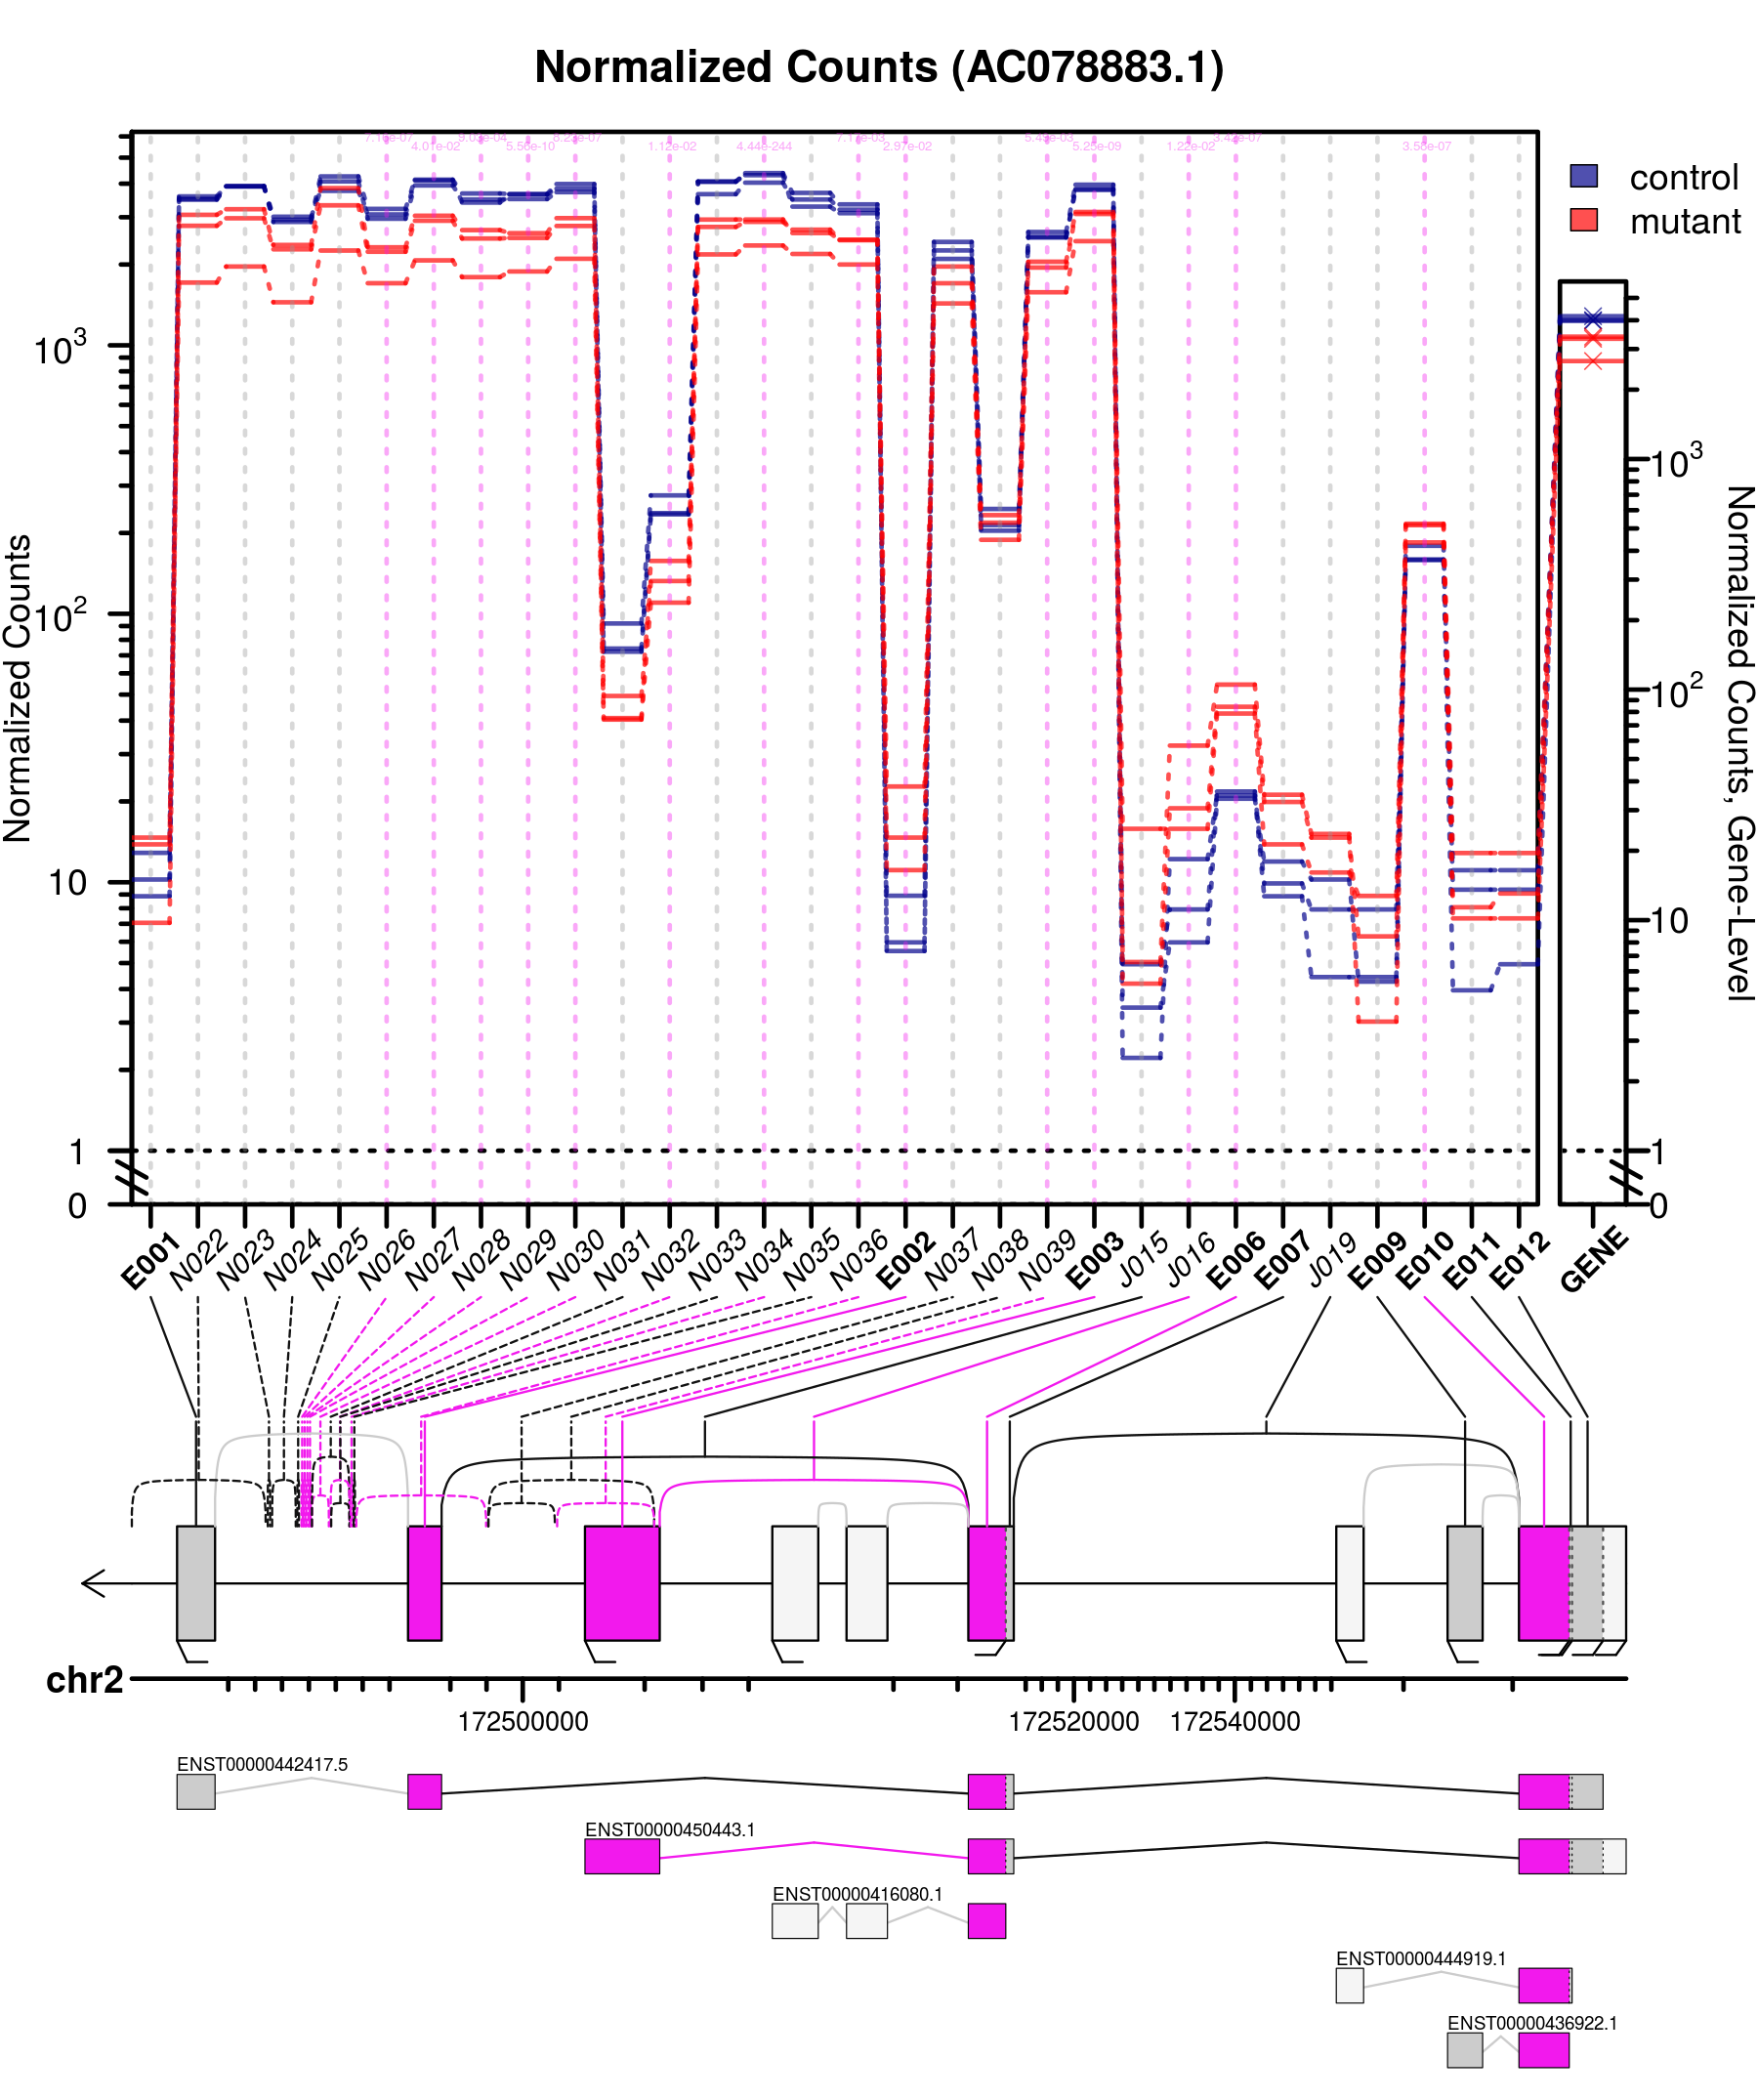 Normalized Counts (AC078883.1)
4.01e-02
5.56e-10
1.12e-02
4.44e-244
2.97e-02
5.25e-09
1.22e-02
3.56e-07
control
mutant
Normalized Counts
10³
10²
10
1
0
Normalized Counts, Gene-Level
10³
10²
10
1
0
E001 N022 N023 N024 N025 N026 N027 N028 N029 N030 N031 N032 N033 N034 N035 N036 E002 N037 N038 N039 E003 J015 J016 E006 E007 J019 E009 E010 E011 E012 GENE
chr2
172500000 172520000 172540000
ENST00000442417.5
ENST00000450443.1
ENST00000416080.1
ENST00000444919.1
ENST00000436922.1